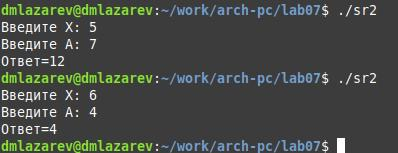 dmlazarev@dmlazarev:~/work/arch-pc/lab07$ ./sr2
Введите X: 5
Введите A: 7
Ответ=12
dmlazarev@dmlazarev:~/work/arch-pc/lab07$ ./sr2
Введите X: 6
Введите A: 4
Ответ=4
dmlazarev@dmlazarev:~/work/arch-pc/lab07$